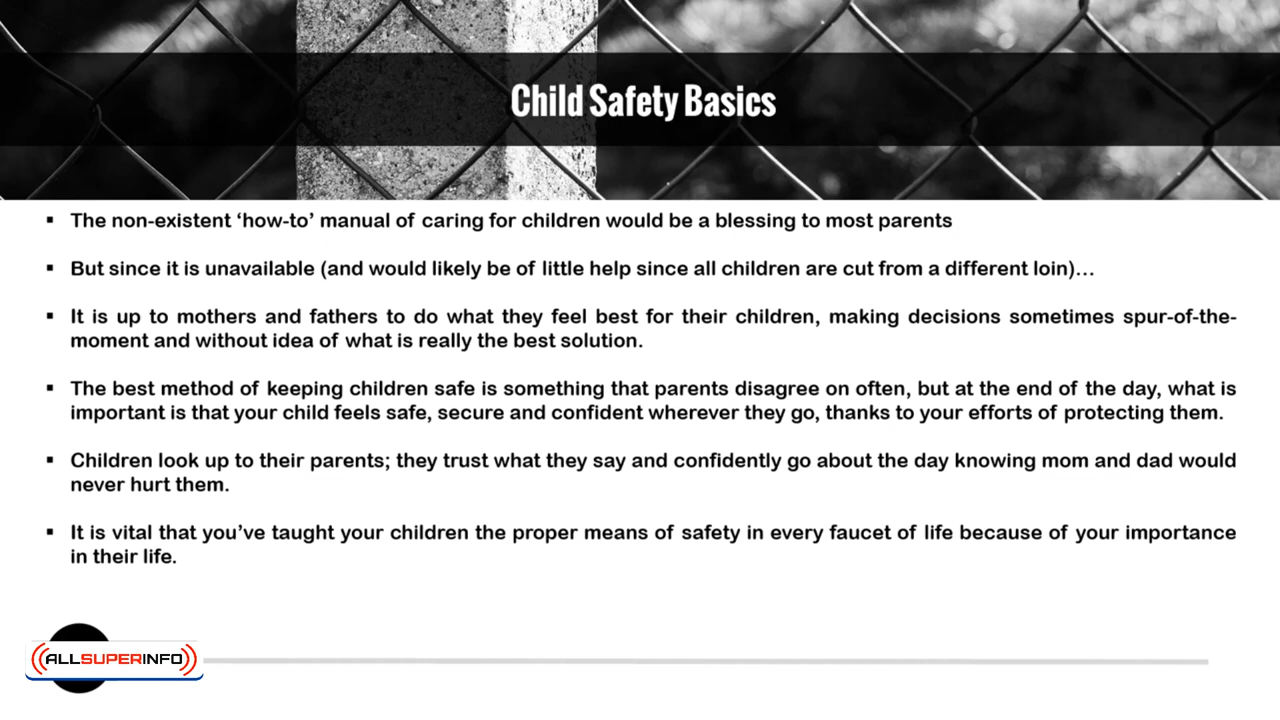 Child Safety Basics
▪ The non-existent ‘how-to’ manual of caring for children would be a blessing to most parents
▪ But since it is unavailable (and would likely be of little help since all children are cut from a different loin)…
▪ It is up to mothers and fathers to do what they feel best for their children, making decisions sometimes spur-of-the-
moment and without idea of what is really the best solution.
▪ The best method of keeping children safe is something that parents disagree on often, but at the end of the day, what is
important is that your child feels safe, secure and confident wherever they go, thanks to your efforts of protecting them.
▪ Children look up to their parents; they trust what they say and confidently go about the day knowing mom and dad would
never hurt them.
▪ It is vital that you’ve taught your children the proper means of safety in every faucet of life because of your importance
in their life.
ALLSUPERINFO